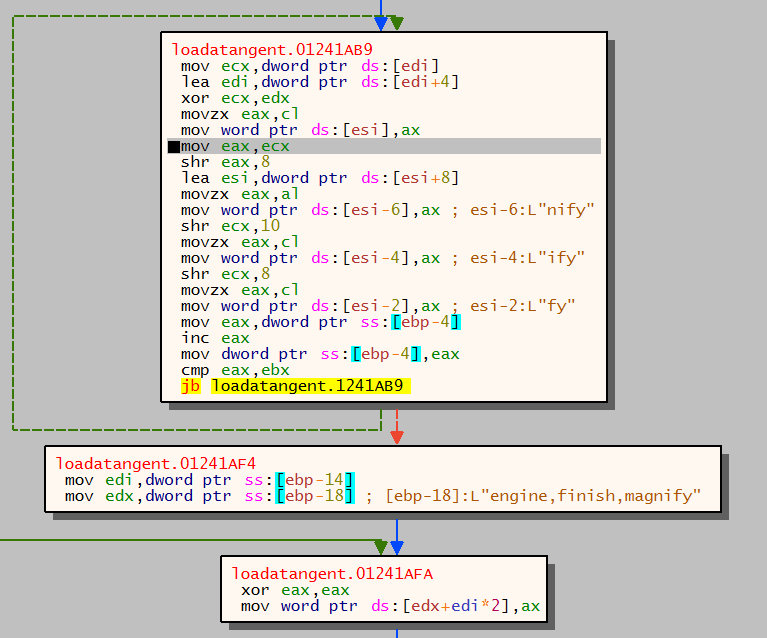 loadatangent.01241AB9
mov ecx,dword ptr ds:[edi]
lea edi,dword ptr ds:[edi+4]
xor ecx,edx
movzx eax,cl
mov word ptr ds:[esi],ax
mov eax,ecx
shr eax,8
lea esi,dword ptr ds:[esi+8]
movzx eax,al
mov word ptr ds:[esi-6],ax ; esi-6:L"nify"
shr ecx,10
movzx eax,cl
mov word ptr ds:[esi-4],ax ; esi-4:L"ify"
shr ecx,8
movzx eax,cl
mov word ptr ds:[esi-2],ax ; esi-2:L"fy"
mov eax,dword ptr ss:[ebp-4]
inc eax
mov dword ptr ss:[ebp-4],eax
cmp eax,ebx
jb loadatangent.1241AB9
loadatangent.01241AF4
mov edi,dword ptr ss:[ebp-14]
mov edx,dword ptr ss:[ebp-18] ; [ebp-18]:L"engine,finish,magnify"
loadatangent.01241AFA
xor eax,eax
mov word ptr ds:[edx+edi*2],ax